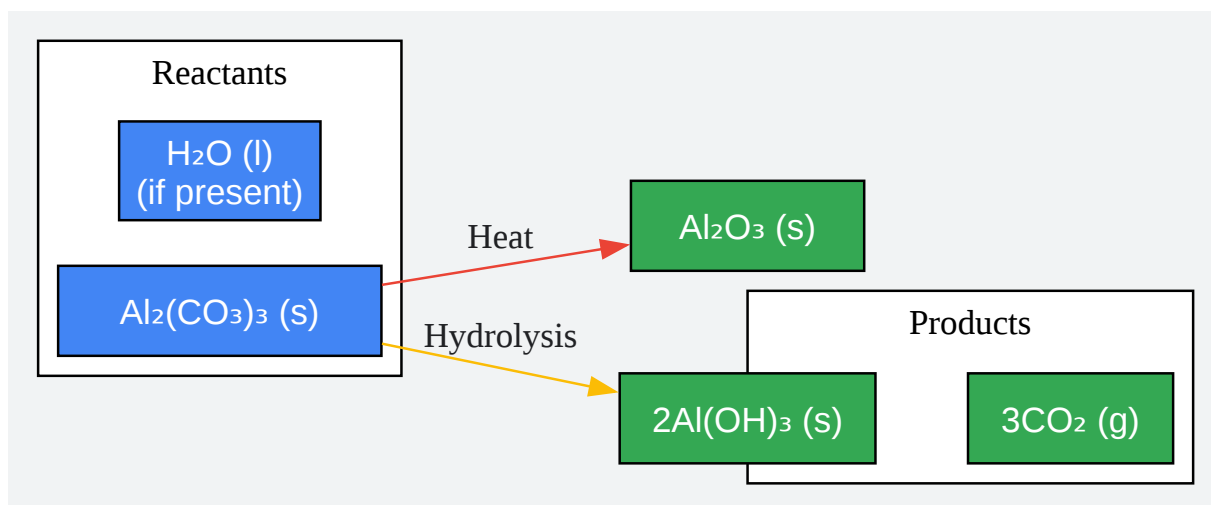 Reactants
H₂O (l)
(if present)
Al₂(CO₃)₃ (s)
Heat
Hydrolysis
Al₂O₃ (s)
Products
2Al(OH)₃ (s)
3CO₂ (g)